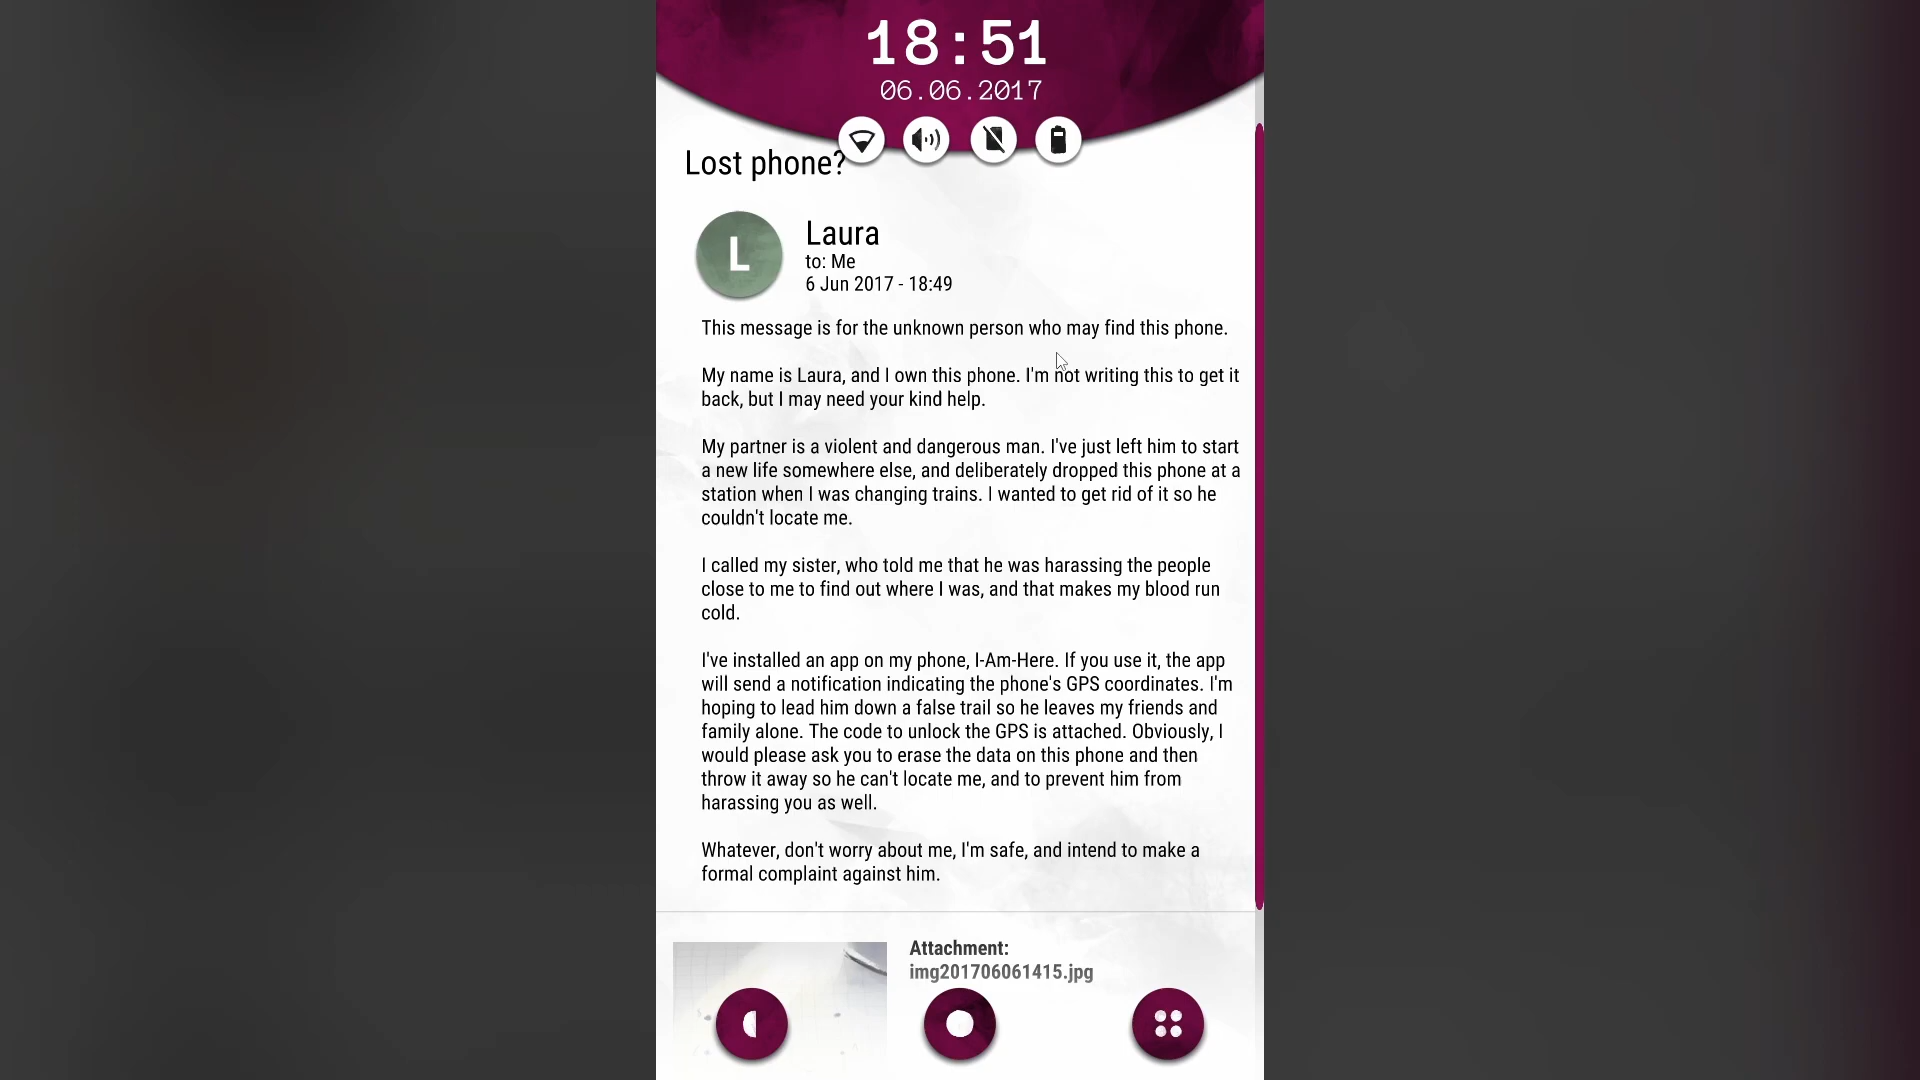 18:51
06.06.2017
Lost phone?
L
Laura
to: Me
6 Jun 2017 - 18:49
This message is for the unknown person who may find this phone.
My name is Laura, and I own this phone. I'm not writing this to get it
back, but I may need your kind help.
My partner is a violent and dangerous man. I've just left him to start
a new life somewhere else, and deliberately dropped this phone at a
station when I was changing trains. I wanted to get rid of it so he
couldn't locate me.
I called my sister, who told me that he was harassing the people
close to me to find out where I was, and that makes my blood run
cold.
I've installed an app on my phone, I-Am-Here. If you use it, the app
will send a notification indicating the phone's GPS coordinates. I'm
hoping to lead him down a false trail so he leaves my friends and
family alone. The code to unlock the GPS is attached. Obviously, I
would please ask you to erase the data on this phone and then
throw it away so he can't locate me, and to prevent him from
harassing you as well.
Whatever, don't worry about me, I'm safe, and intend to make a
formal complaint against him.
Attachment:
img201706061415.jpg